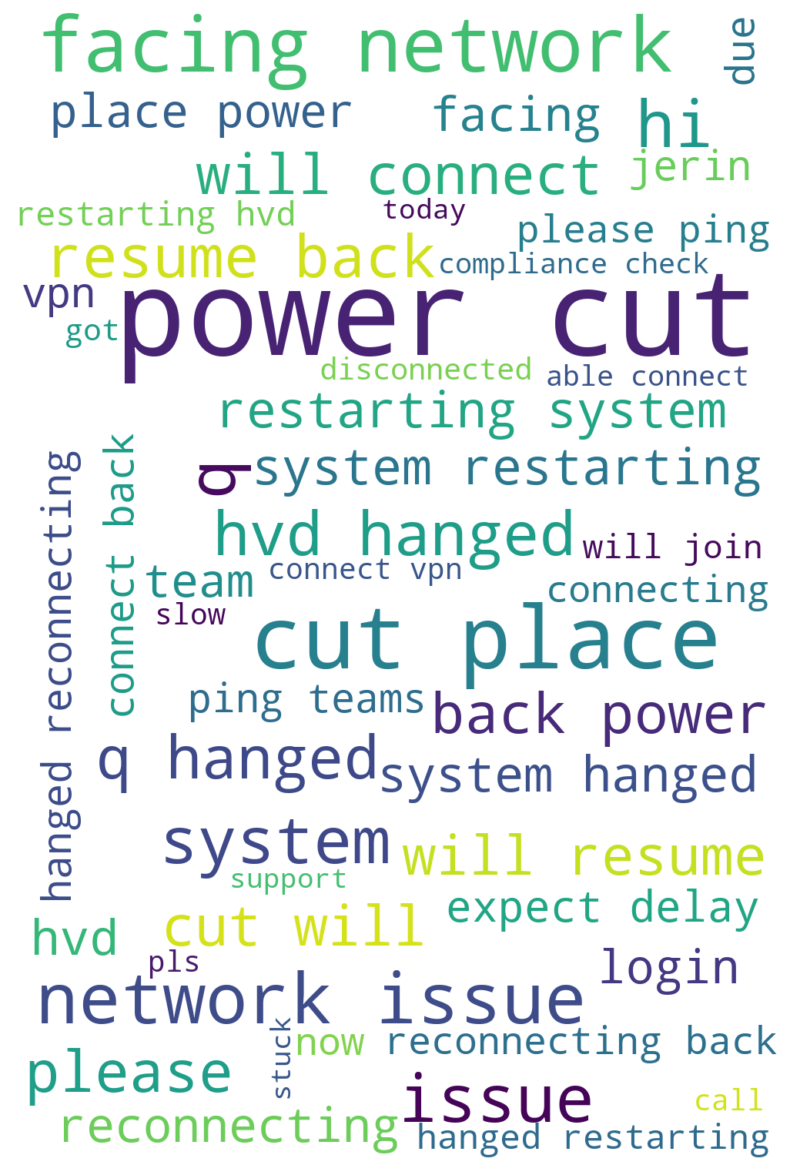 facing network
due
place power
facing
hi
will connect
jerin
restarting hvd
today
please ping
resume back
compliance check
vpn
power cut
got
disconnected
able connect
restarting system
q
system restarting
hanged reconnecting
connect back
hvd hanged
will join
team
connect vpn
connecting
slow
cut place
ping teams
back power
q hanged
system hanged
system
will resume
support
cut will
expect delay
hvd
pls
login
network issue
stuck
now
reconnecting back
please
issue
call
reconnecting
hanged restarting